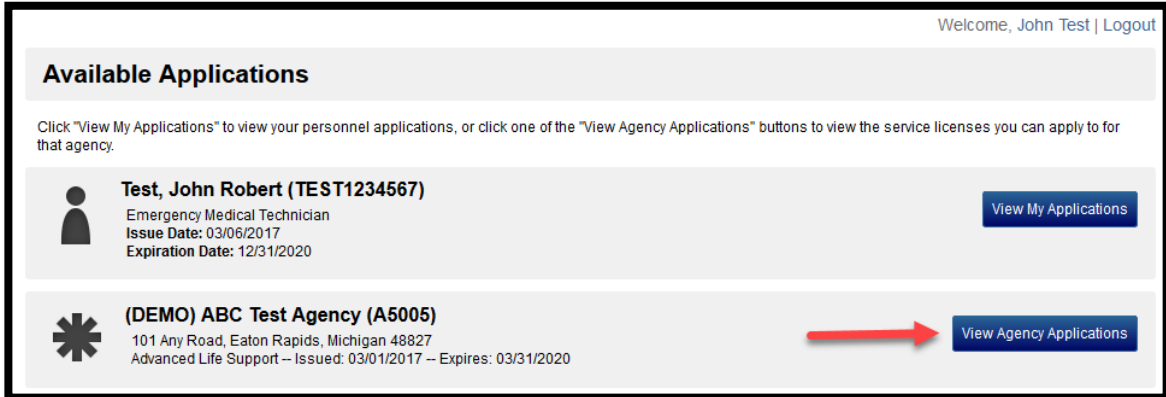 Welcome, John Test | Logout
Available Applications
Click "View My Applications" to view your personnel applications, or click one of the "View Agency Applications" buttons to view the service licenses you can apply to for
that agency.
Test, John Robert (TEST1234567)
Emergency Medical Technician
Issue Date: 03/06/2017
Expiration Date: 12/31/2020
View My Applications
(DEMO) ABC Test Agency (A5005)
101 Any Road, Eaton Rapids, Michigan 48827
Advanced Life Support -- Issued: 03/01/2017 -- Expires: 03/31/2020
View Agency Applications